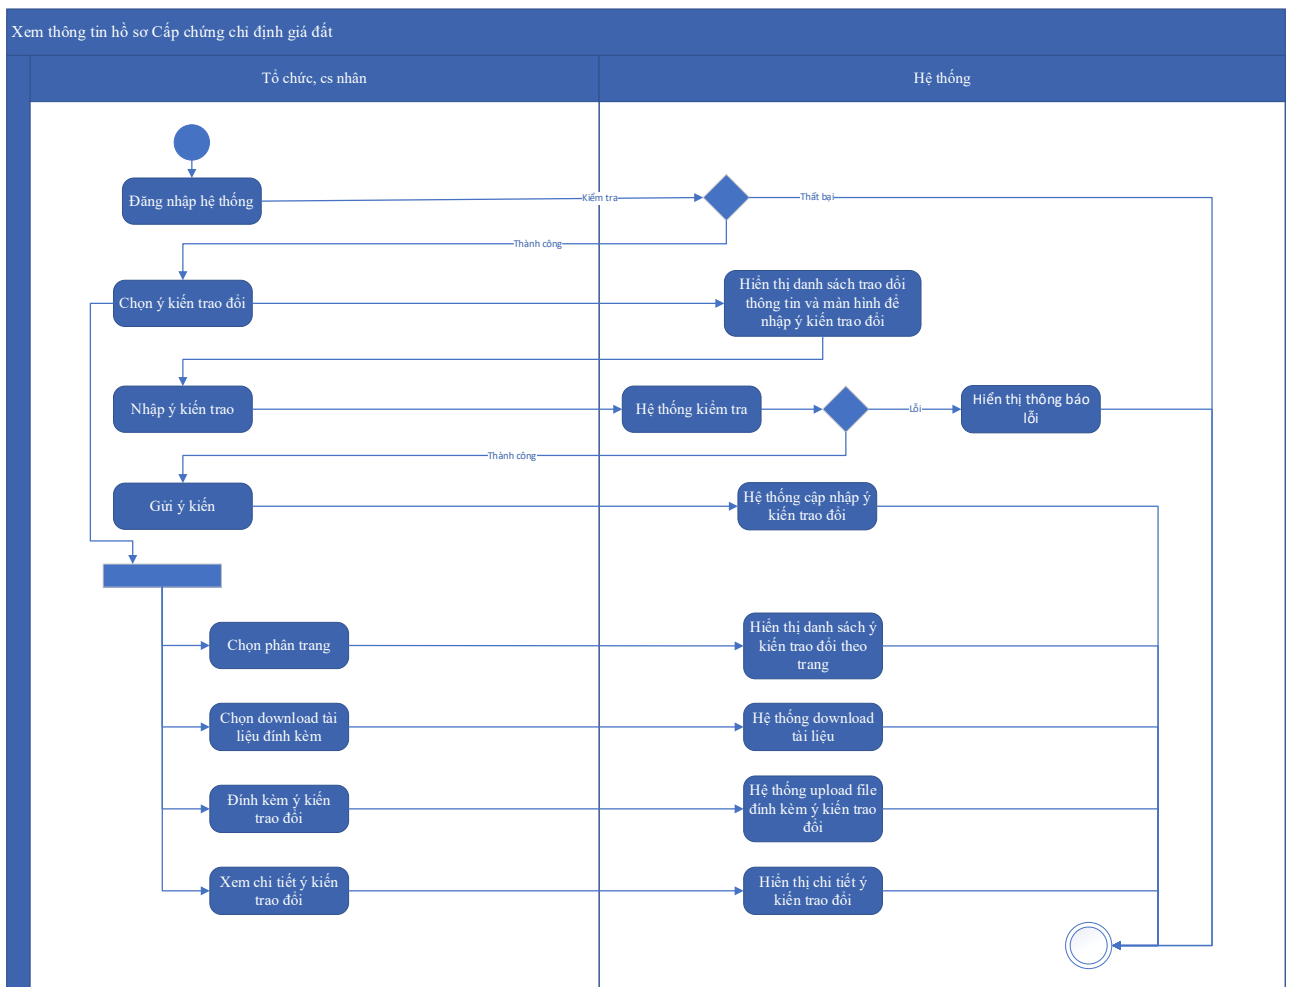 Xem thông tin hồ sơ Cấp chứng chỉ định giá đất
Tổ chức, cs nhân
Hệ thống
Đăng nhập hệ thống
Kiểm tra
Thất bại
Thành công
Chọn ý kiến trao đổi
Hiển thị danh sách trao dổi
thông tin và màn hình để
nhập ý kiến trao đổi
Nhập ý kiến trao
Hệ thống kiểm tra
Lỗi
Hiển thị thông báo
lỗi
Thành công
Gửi ý kiến
Hệ thống cập nhập ý
kiến trao đổi
Chọn phân trang
Hiển thị danh sách ý
kiến trao đổi theo
trang
Chọn download tài
liệu đính kèm
Hệ thống download
tài liệu
Đính kèm ý kiến
trao đổi
Hệ thống upload file
đính kèm ý kiến trao
đổi
Xem chi tiết ý kiến
trao đổi
Hiển thị chi tiết ý
kiến trao đổi